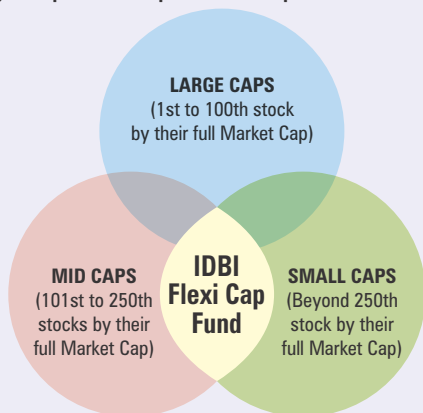 LARGE CAPS
(1st to 100th stock
by their full Market Cap)
MID CAPS
(101st to 250th
stocks by their
full Market Cap)
IDBI
Flexi Cap
Fund
SMALL CAPS
(Beyond 250th
stock by their
full Market Cap)